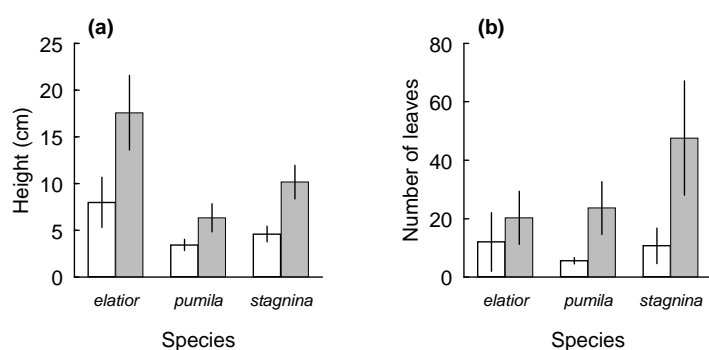 (a)
Height (cm)
25
20
15
10
5
0
elatior pumila stagnina
Species
(b)
Number of leaves
80
60
40
20
0
elatior pumila stagnina
Species